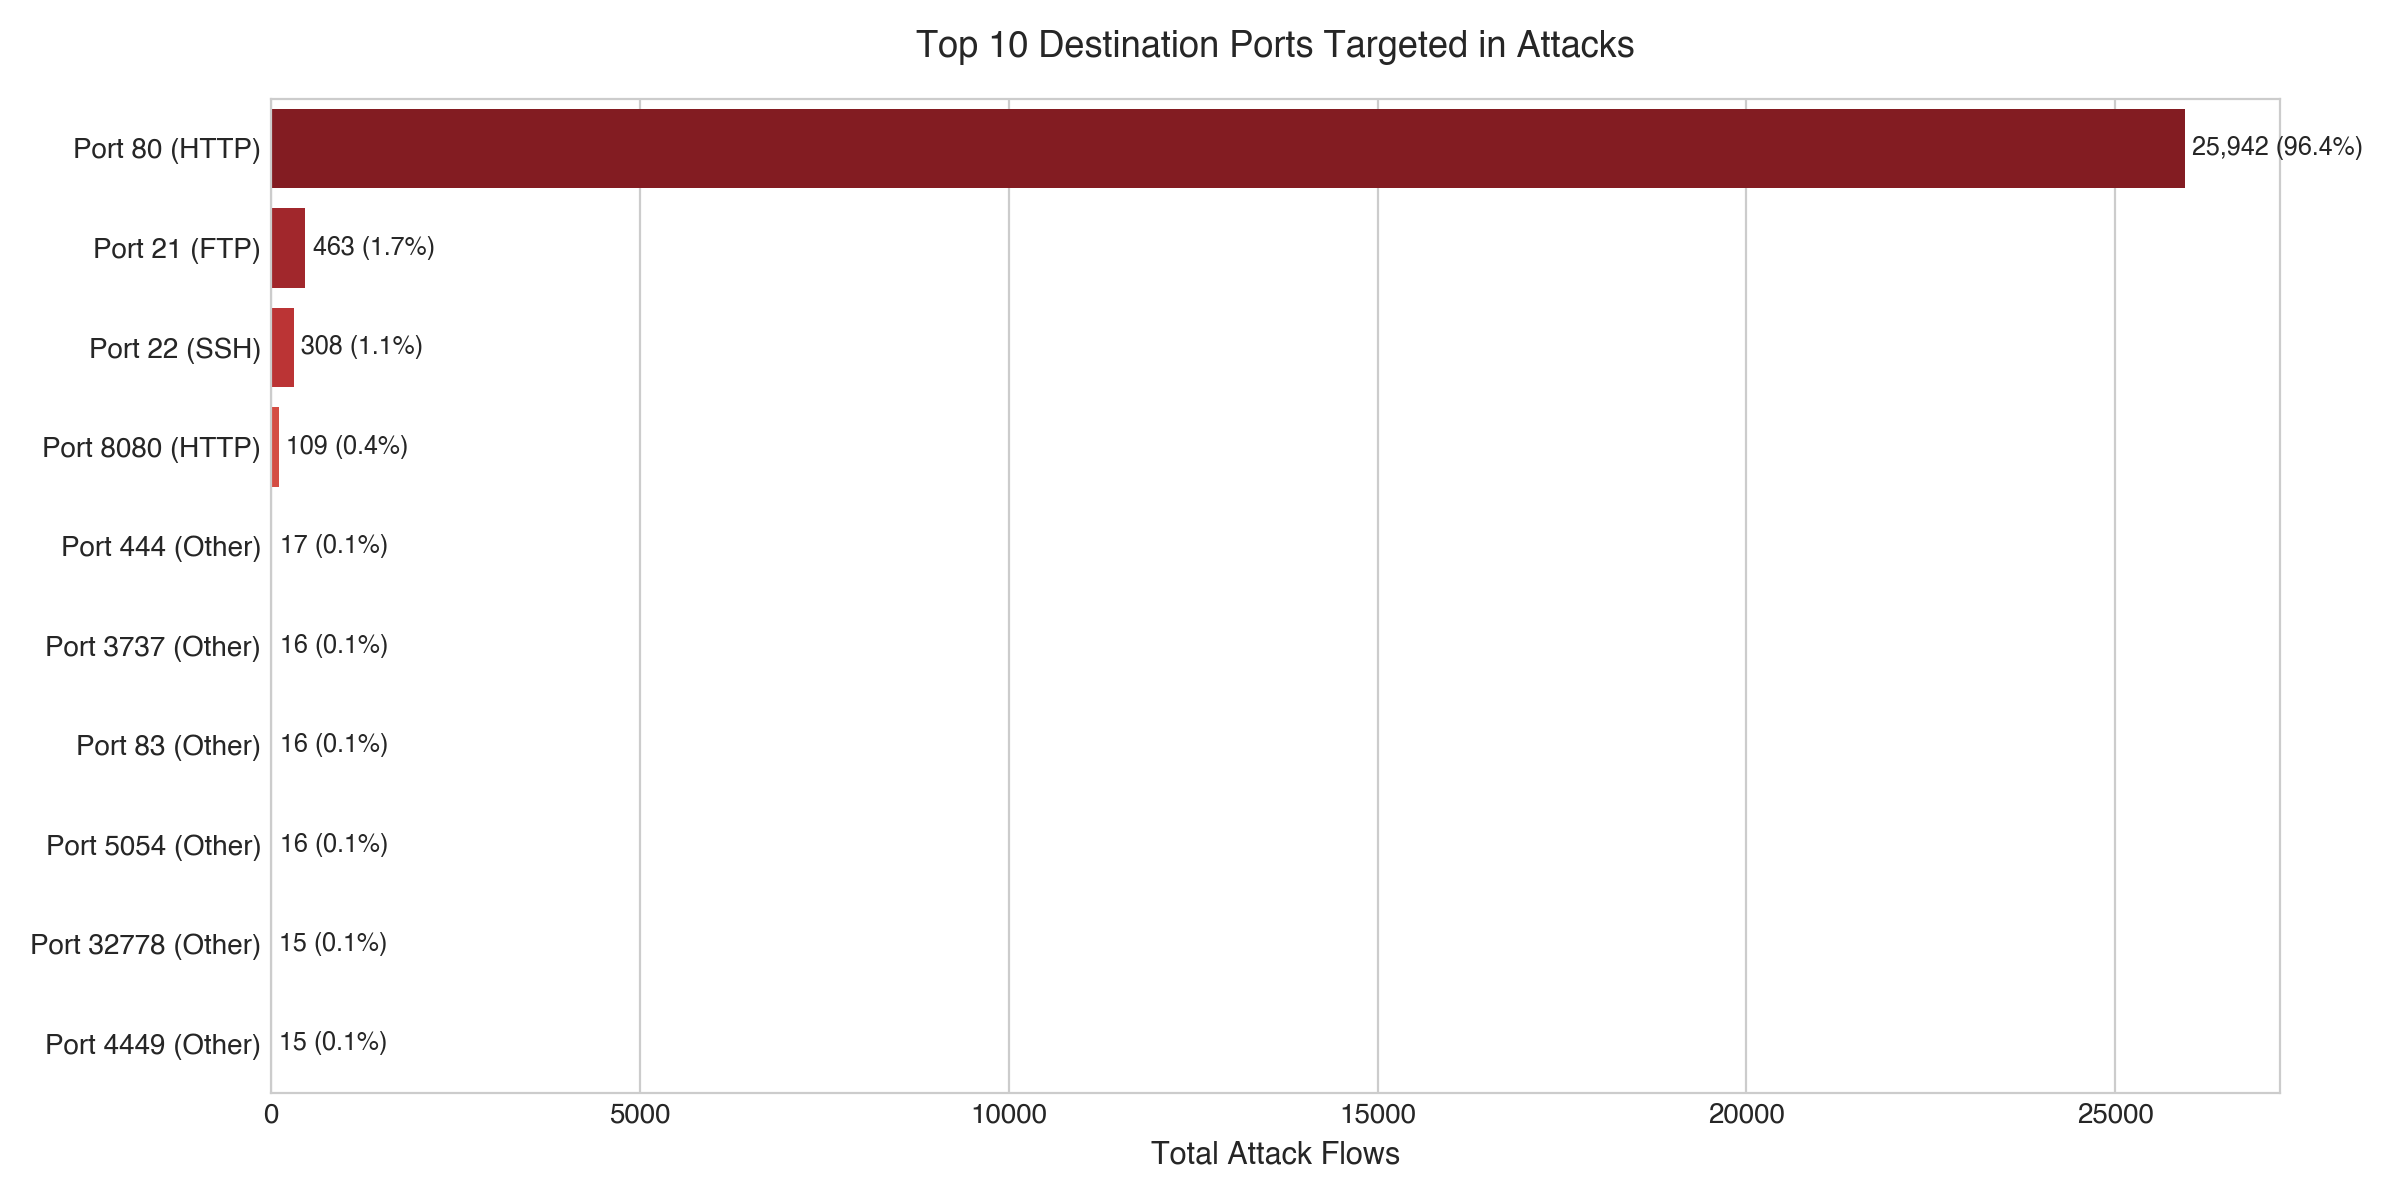 Top 10 Destination Ports Targeted in Attacks
Port 80 (HTTP) 25,942 (96.4%)
Port 21 (FTP) 463 (1.7%)
Port 22 (SSH) 308 (1.1%)
Port 8080 (HTTP) 109 (0.4%)
Port 444 (Other) 17 (0.1%)
Port 3737 (Other) 16 (0.1%)
Port 83 (Other) 16 (0.1%)
Port 5054 (Other) 16 (0.1%)
Port 32778 (Other) 15 (0.1%)
Port 4449 (Other) 15 (0.1%)
0 5000 10000 15000 20000 25000
Total Attack Flows